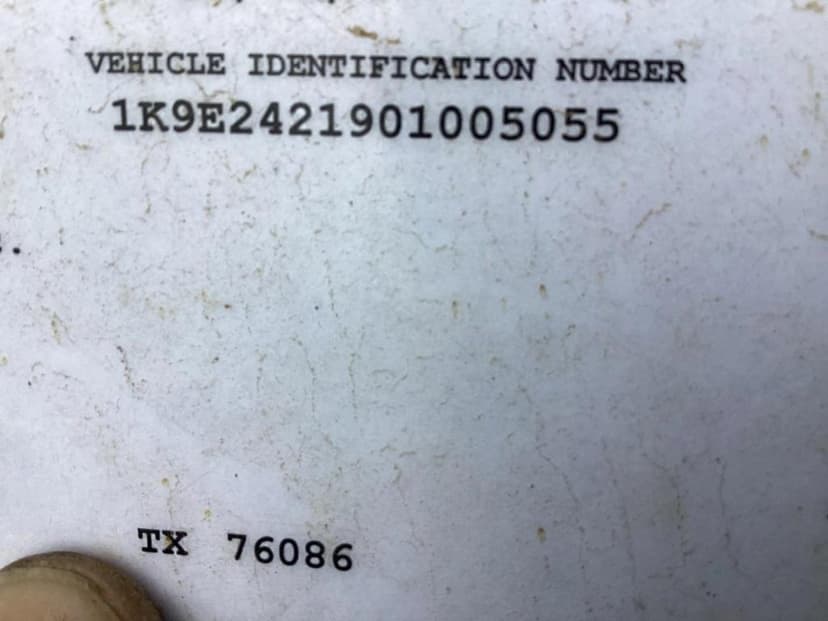 VEHICLE IDENTIFICATION NUMBER
1K9E2421901005055
TX 76086